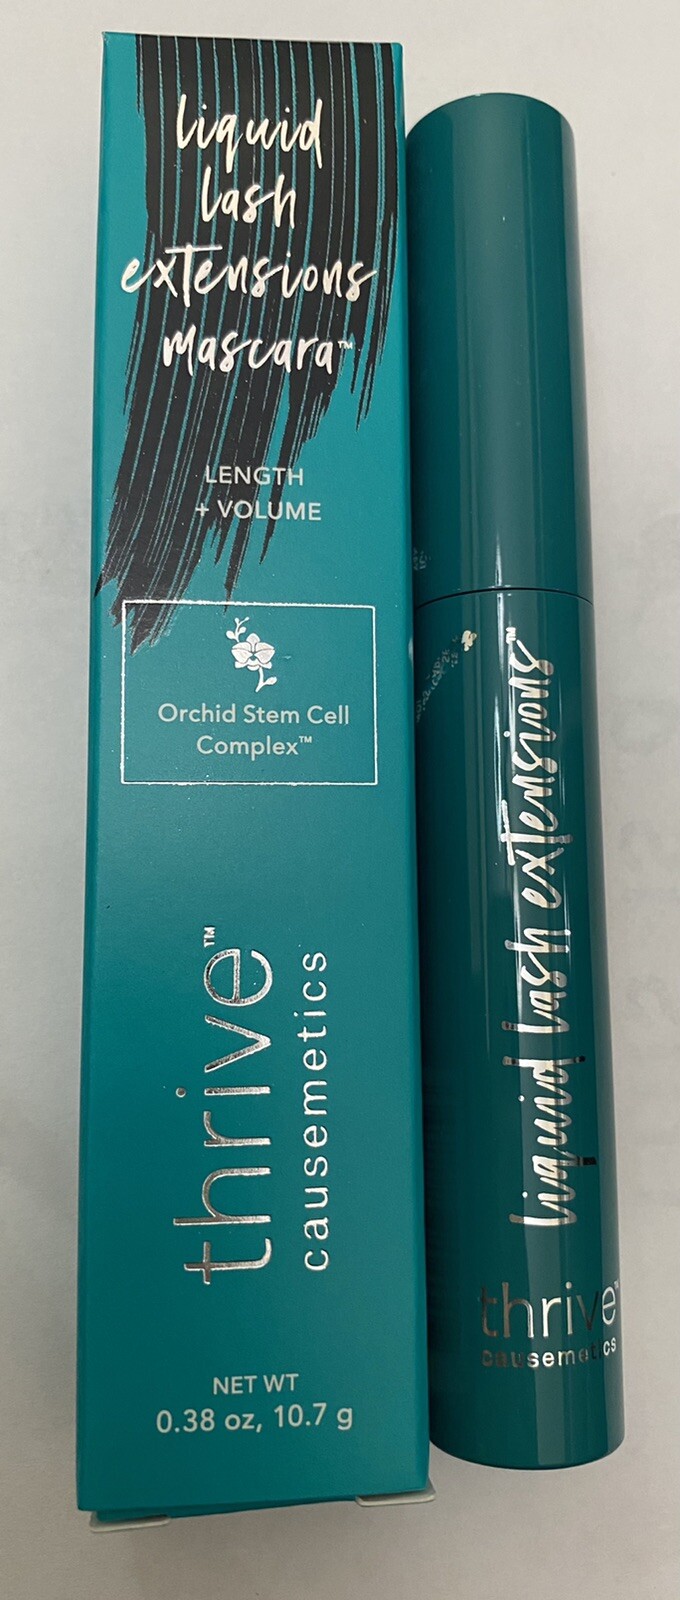 liquid
lash
extensions
mascara™
LENGTH
+ VOLUME
Orchid Stem Cell
Complex™
thrive™
causemetics
NET WT
0.38 oz, 10.7 g
liquid lash extensions™
thrive™
causemetics